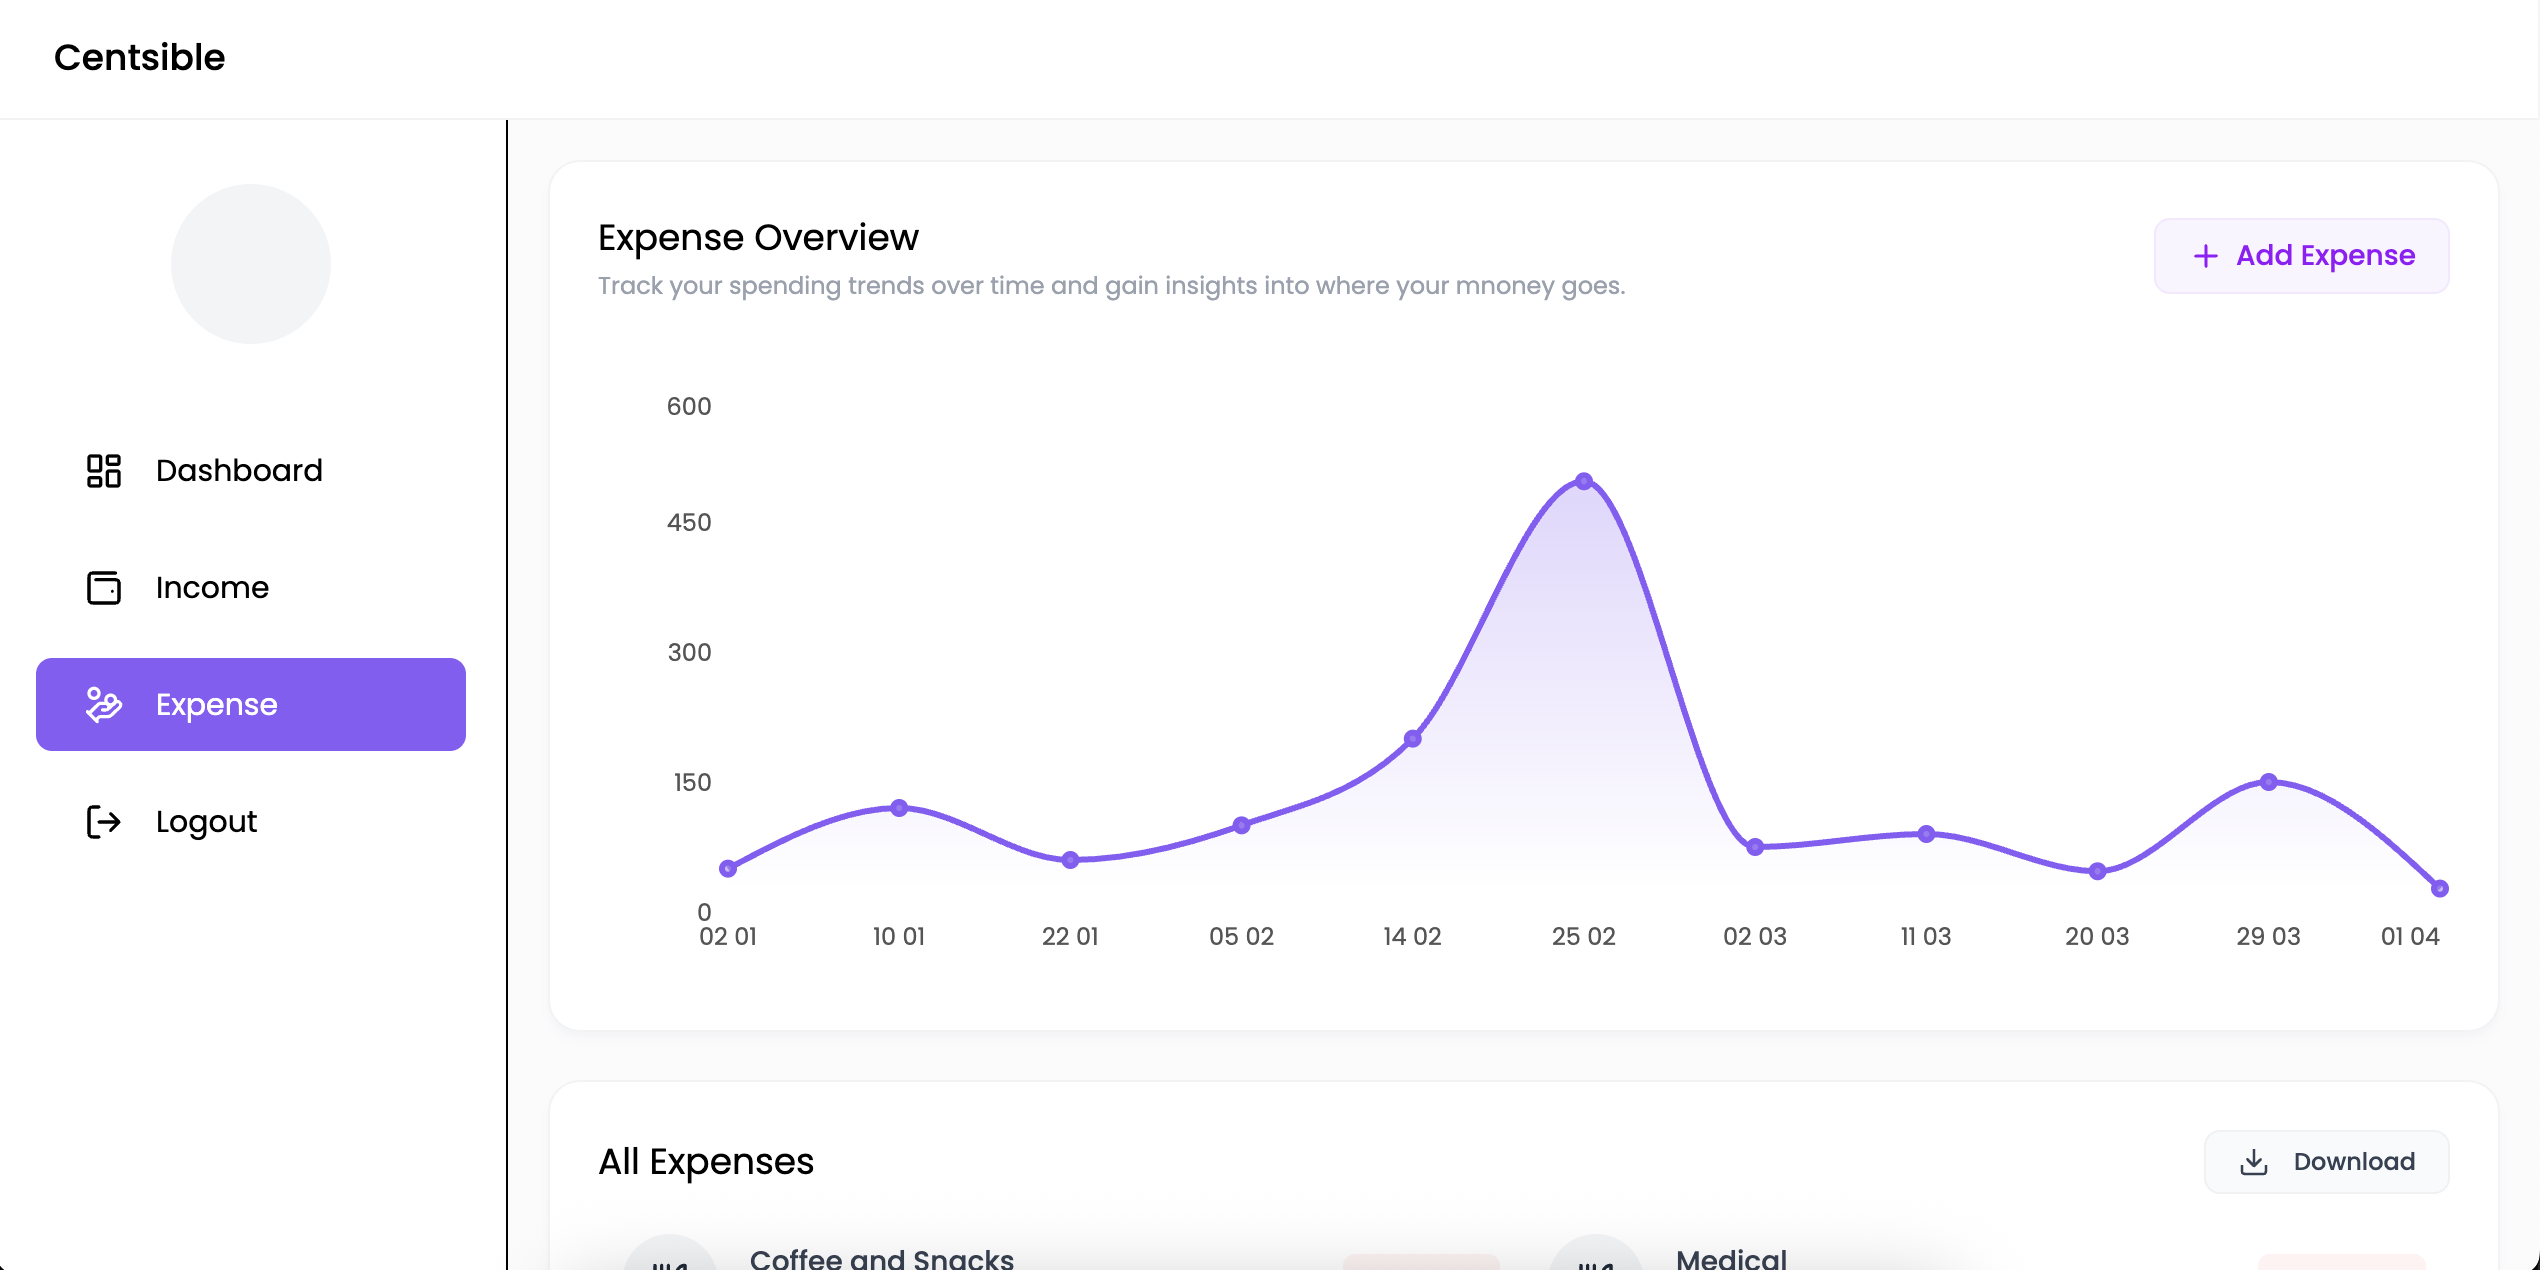 Centsible
Dashboard
Income
Expense
Logout
Expense Overview
Track your spending trends over time and gain insights into where your mnoney goes.
Add Expense
600
450
300
150
0
02 01 10 01 22 01 05 02 14 02 25 02 02 03 11 03 20 03 29 03 01 04
All Expenses
Download
Coffee and Snacks
Medical